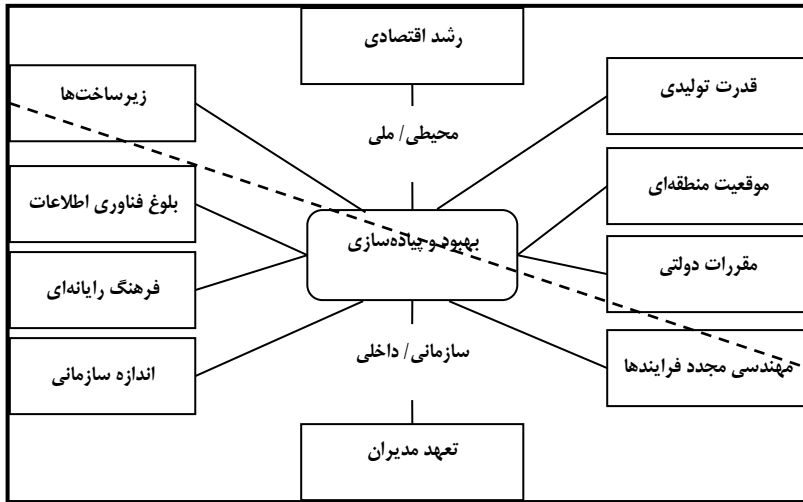 رشد اقتصادی
زیرساخت‌ها
قدرت تولیدی
محیطی/ ملی
موقعیت منطقه‌ای
بلوغ فناوری اطلاعات
بهبود وچیاده‌سازی
مقررات دولتی
فرهنگ رایانه‌ای
سازمانی/ داخلی
مهندسی مجدد فرایندها
اندازه سازمانی
تعهد مدیران